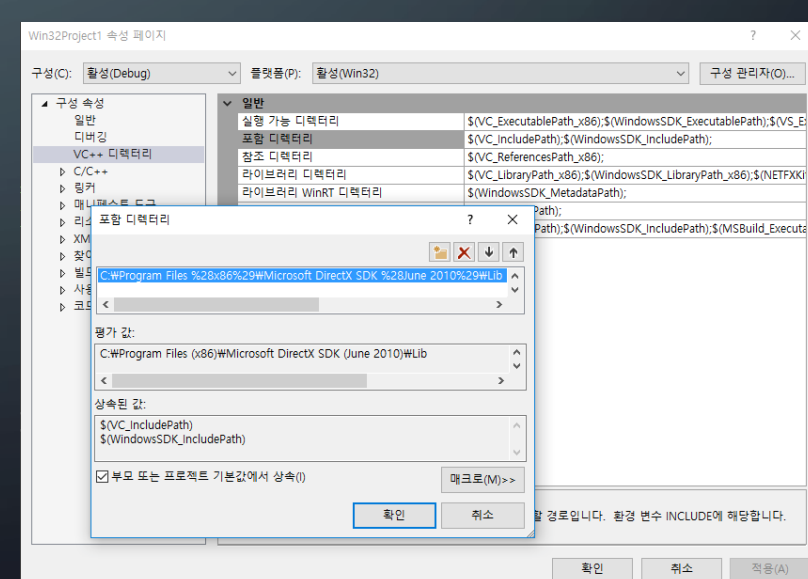 Win32Project1 속성 페이지
구성(C): 활성(Debug) 플랫폼(P): 활성(Win32) 구성 관리자(O)...
구성 속성
일반
디버깅
VC++ 디렉터리
C/C++
링커
매니페스트 도구
리소
XM
찾아
빌드
사용
코드
일반
실행 가능 디렉터리 $(VC_ExecutablePath_x86);$(WindowsSDK_ExecutablePath);$(VS_E
포함 디렉터리 $(VC_IncludePath);$(WindowsSDK_IncludePath);
참조 디렉터리 $(VC_ReferencesPath_x86);
라이브러리 디렉터리 $(VC_LibraryPath_x86);$(WindowsSDK_LibraryPath_x86);$(NETFXKi
라이브러리 WinRT 디렉터리 $(WindowsSDK_MetadataPath);
Path);
Path);$(WindowsSDK_IncludePath);$(MSBuild_Executa
포함 디렉터리
C:₩Program Files %28x86%29₩Microsoft DirectX SDK %28June 2010%29₩Lib
평가 값:
C:₩Program Files (x86)₩Microsoft DirectX SDK (June 2010)₩Lib
상속된 값:
$(VC_IncludePath)
$(WindowsSDK_IncludePath)
부모 또는 프로젝트 기본값에서 상속(I)
매크로(M)>>
확인 취소
할 경로입니다. 환경 변수 INCLUDE에 해당합니다.
확인 취소 적용(A)